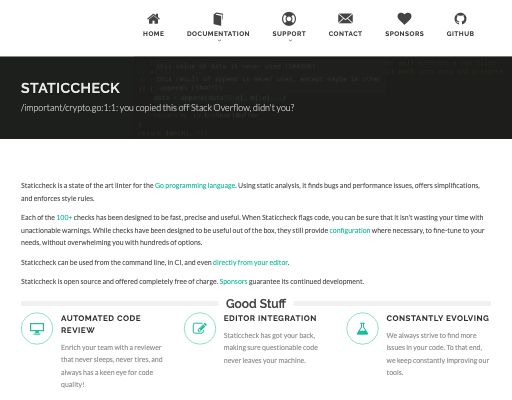 HOME DOCUMENTATION SUPPORT CONTACT SPONSORS GITHUB
STATICCHECK
/important/crypto.go:1:1: you copied this off Stack Overflow, didn't you?
Staticcheck is a state of the art linter for the Go programming language. Using static analysis, it finds bugs and performance issues, offers simplifications,
and enforces style rules.
Each of the 100+ checks has been designed to be fast, precise and useful. When Staticcheck flags code, you can be sure that it isn't wasting your time with
unactionable warnings. While checks have been designed to be useful out of the box, they still provide configuration where necessary, to fine-tune to your
needs, without overwhelming you with hundreds of options.
Staticcheck can be used from the command line, in CI, and even directly from your editor.
Staticcheck is open source and offered completely free of charge. Sponsors guarantee its continued development.
Good Stuff
AUTOMATED CODE
REVIEW
Enrich your team with a reviewer
that never sleeps, never tires, and
always has a keen eye for code
quality!
EDITOR INTEGRATION
Staticcheck has got your back,
making sure questionable code
never leaves your machine.
CONSTANTLY EVOLVING
We always strive to find more
issues in your code. To that end,
we keep constantly improving our
tools.